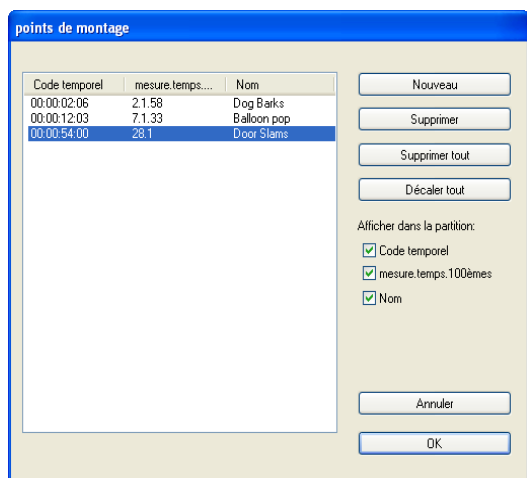 points de montage
Code temporel mesure.temps.... Nom
00:00:02:06 2.1.58 Dog Barks
00:00:12:03 7.1.33 Balloon pop
00:00:54:00 28.1 Door Slams
Nouveau
Supprimer
Supprimer tout
Décaler tout
Afficher dans la partition:
Code temporel
mesure.temps.100èmes
Nom
Annuler
OK